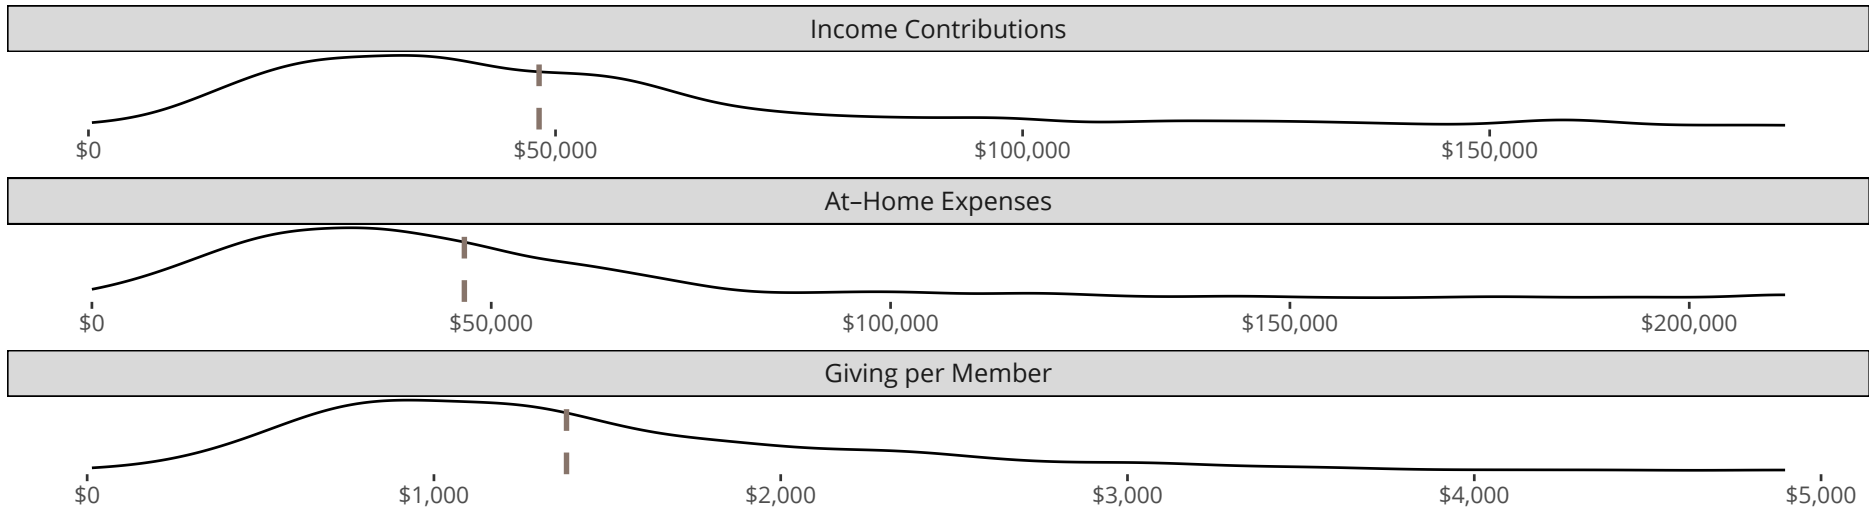 Income Contributions
$0 $50,000 $100,000 $150,000
At–Home Expenses
$0 $50,000 $100,000 $150,000 $200,000
Giving per Member
$0 $1,000 $2,000 $3,000 $4,000 $5,000